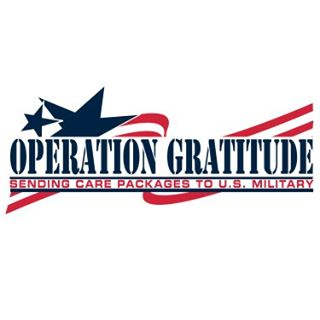 OPERATION GRATITUDE
SENDING CARE PACKAGES TO U.S. MILITARY